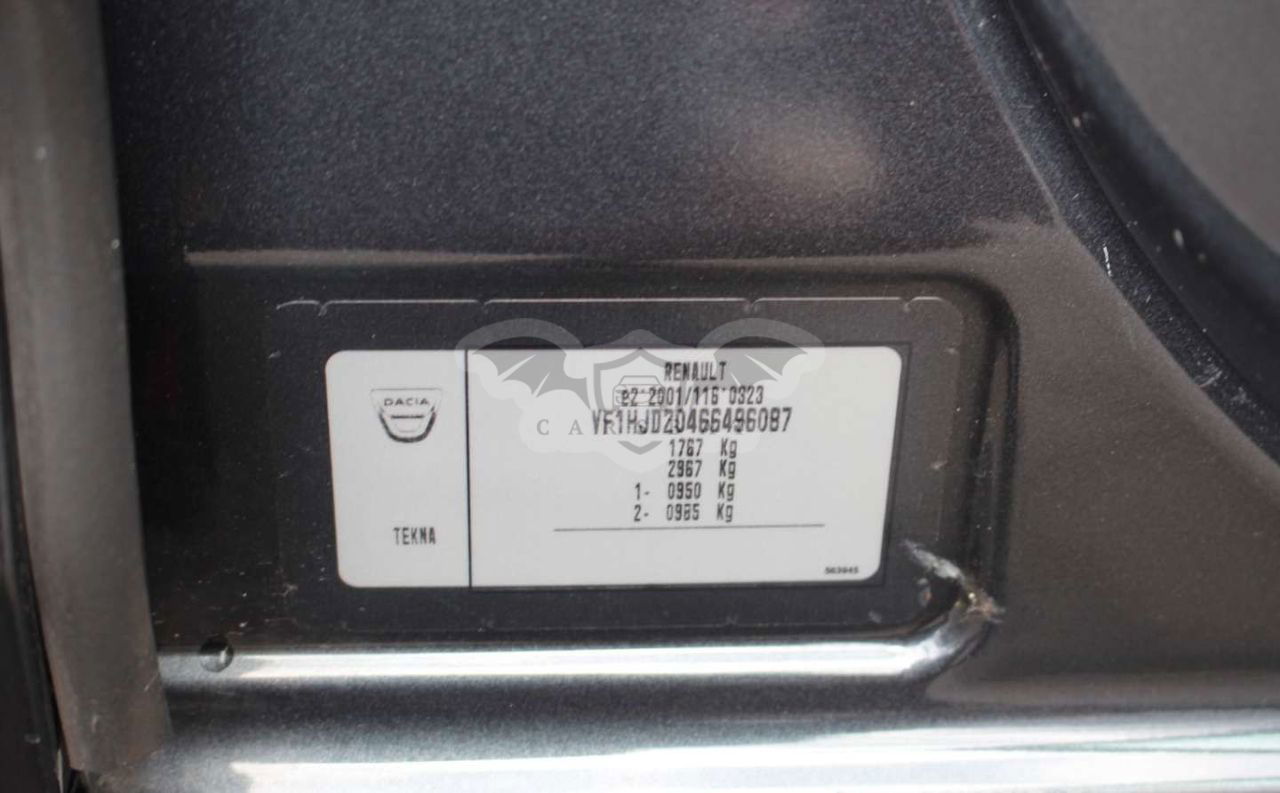 DACIA
TEKNA
RENAULT
e2*2001/116*0323
VF1HJD20466496087
1767 Kg
2967 Kg
1- 0950 Kg
2- 0985 Kg
563945